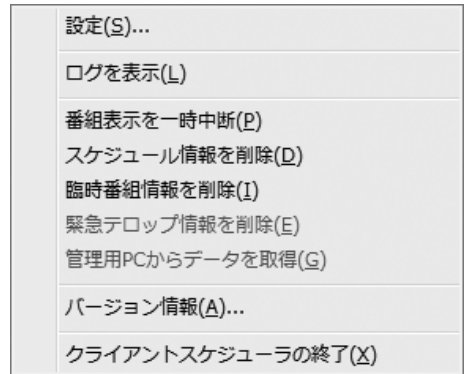 設定(S)...
ログを表示(L)
番組表示を一時中断(P)
スケジュール情報を削除(D)
臨時番組情報を削除(I)
緊急テロップ情報を削除(E)
管理用PCからデータを取得(G)
バージョン情報(A)...
クライアントスケジューラの終了(X)